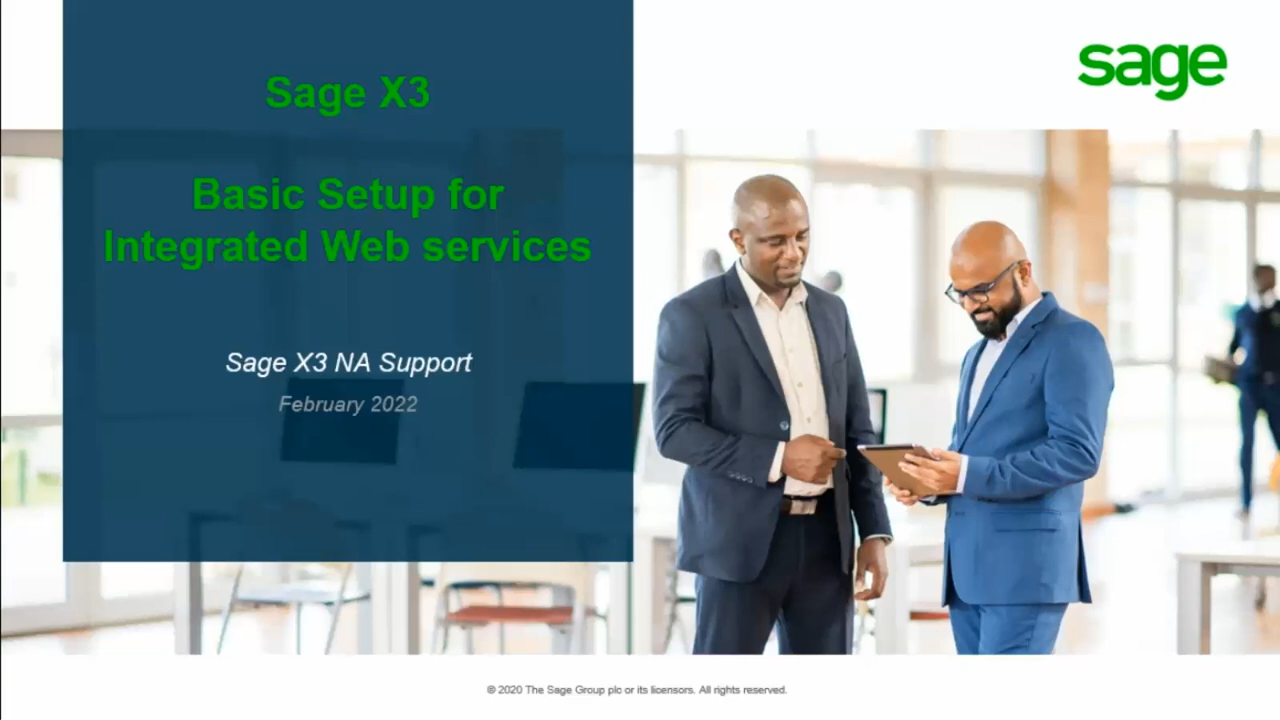 sage
Sage X3
Basic Setup for
Integrated Web services
Sage X3 NA Support
February 2022
© 2020 The Sage Group plc or its licensors. All rights reserved.